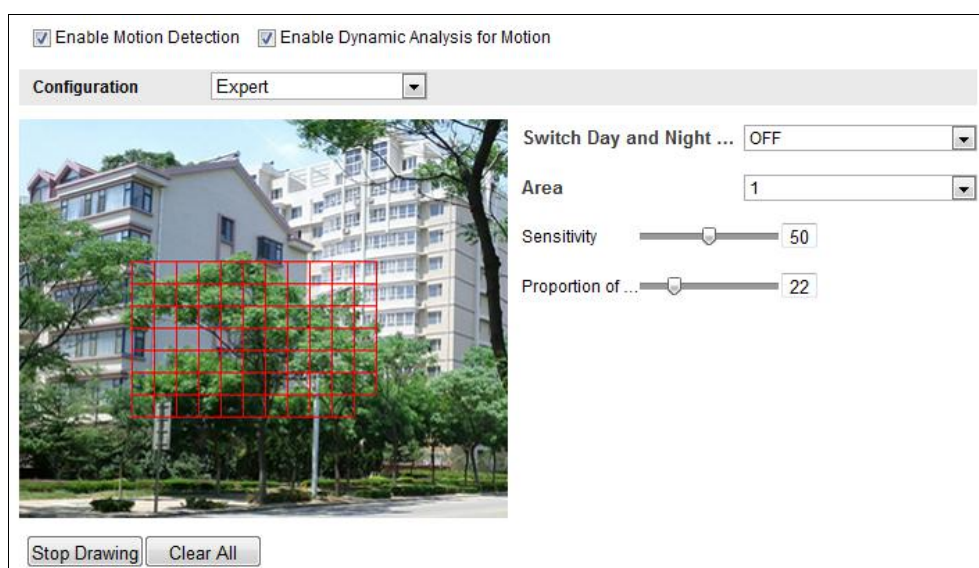 Enable Motion Detection Enable Dynamic Analysis for Motion
Configuration Expert
Switch Day and Night ... OFF
Area 1
Sensitivity 50
Proportion of ... 22
Stop Drawing Clear All